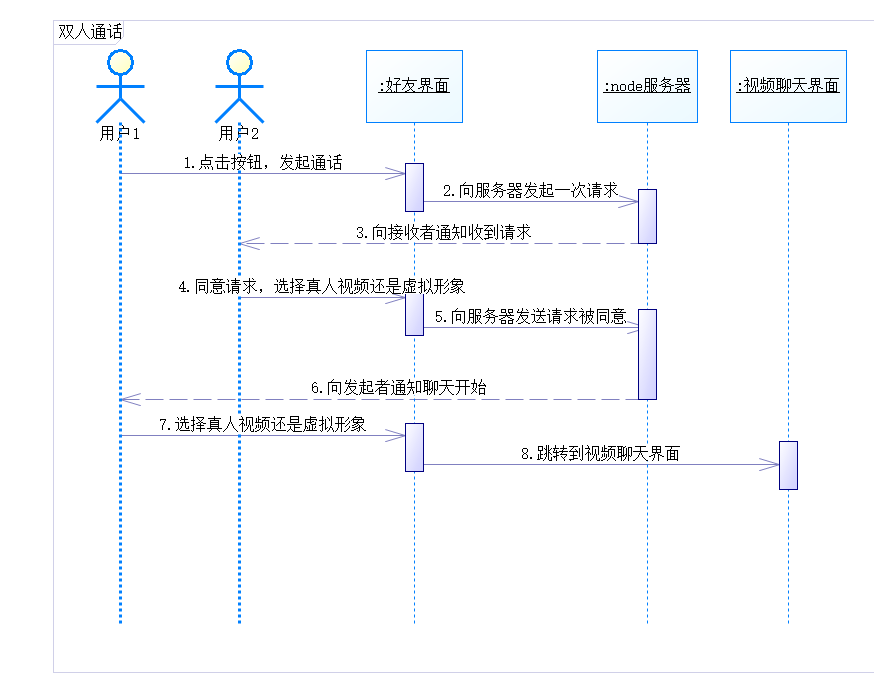 双人通话
:好友界面
:node服务器
:视频聊天界面
用户1
用户2
1.点击按钮，发起通话
2.向服务器发起一次请求
3.向接收者通知收到请求
4.同意请求，选择真人视频还是虚拟形象
5.向服务器发送请求被同意
6.向发起者通知聊天开始
7.选择真人视频还是虚拟形象
8.跳转到视频聊天界面